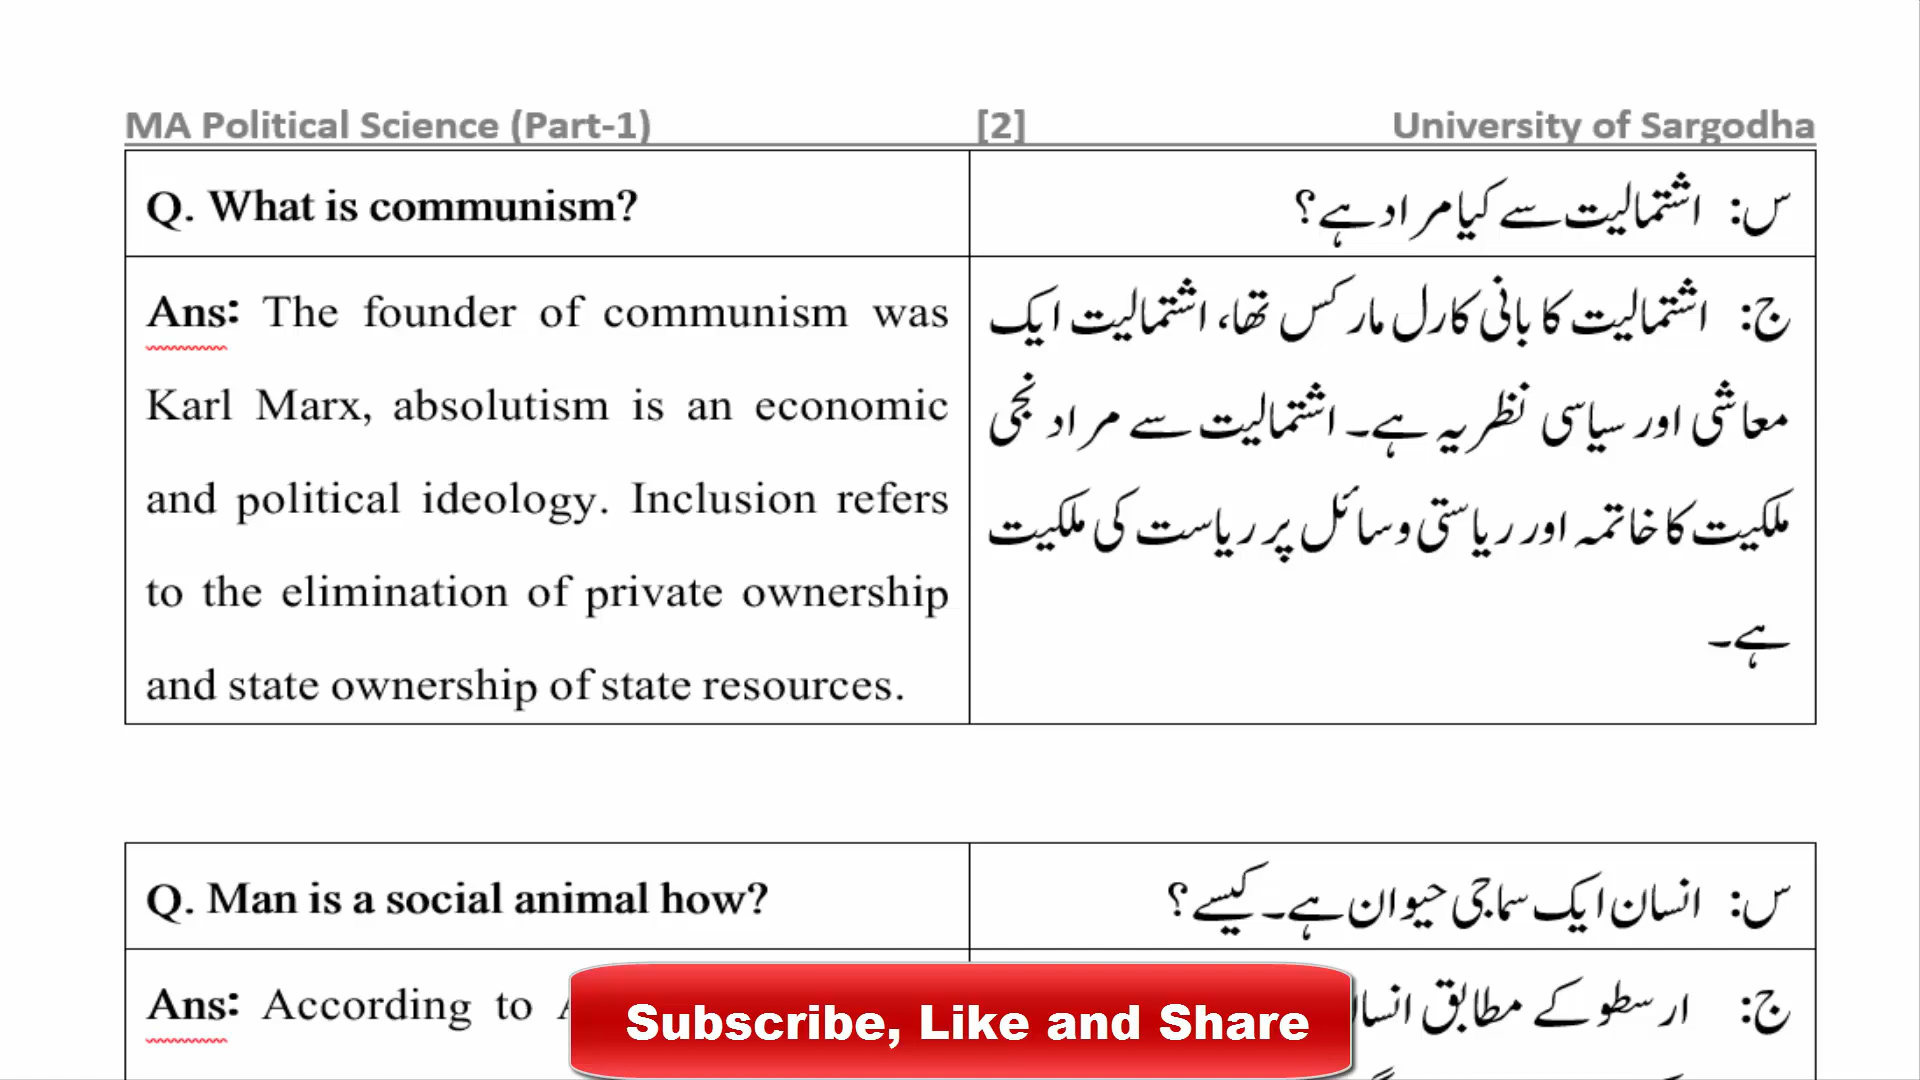 MA Political Science (Part-1) [2] University of Sargodha
Q. What is communism?
س: اشتمالیت سے کیا مراد ہے؟
Ans: The founder of communism was
Karl Marx, absolutism is an economic
and political ideology. Inclusion refers
to the elimination of private ownership
and state ownership of state resources.
ج: اشتمالیت کا بانی کارل مارکس تھا، اشتمالیت ایک
معاشی اور سیاسی نظریہ ہے۔ اشتمالیت سے مراد نجی
ملکیت کا خاتمہ اور ریاستی وسائل پر ریاست کی ملکیت
ہے۔
Q. Man is a social animal how?
س: انسان ایک سماجی حیوان ہے۔ کیسے؟
Ans: According to
ج: ارسطو کے مطابق
Subscribe, Like and Share